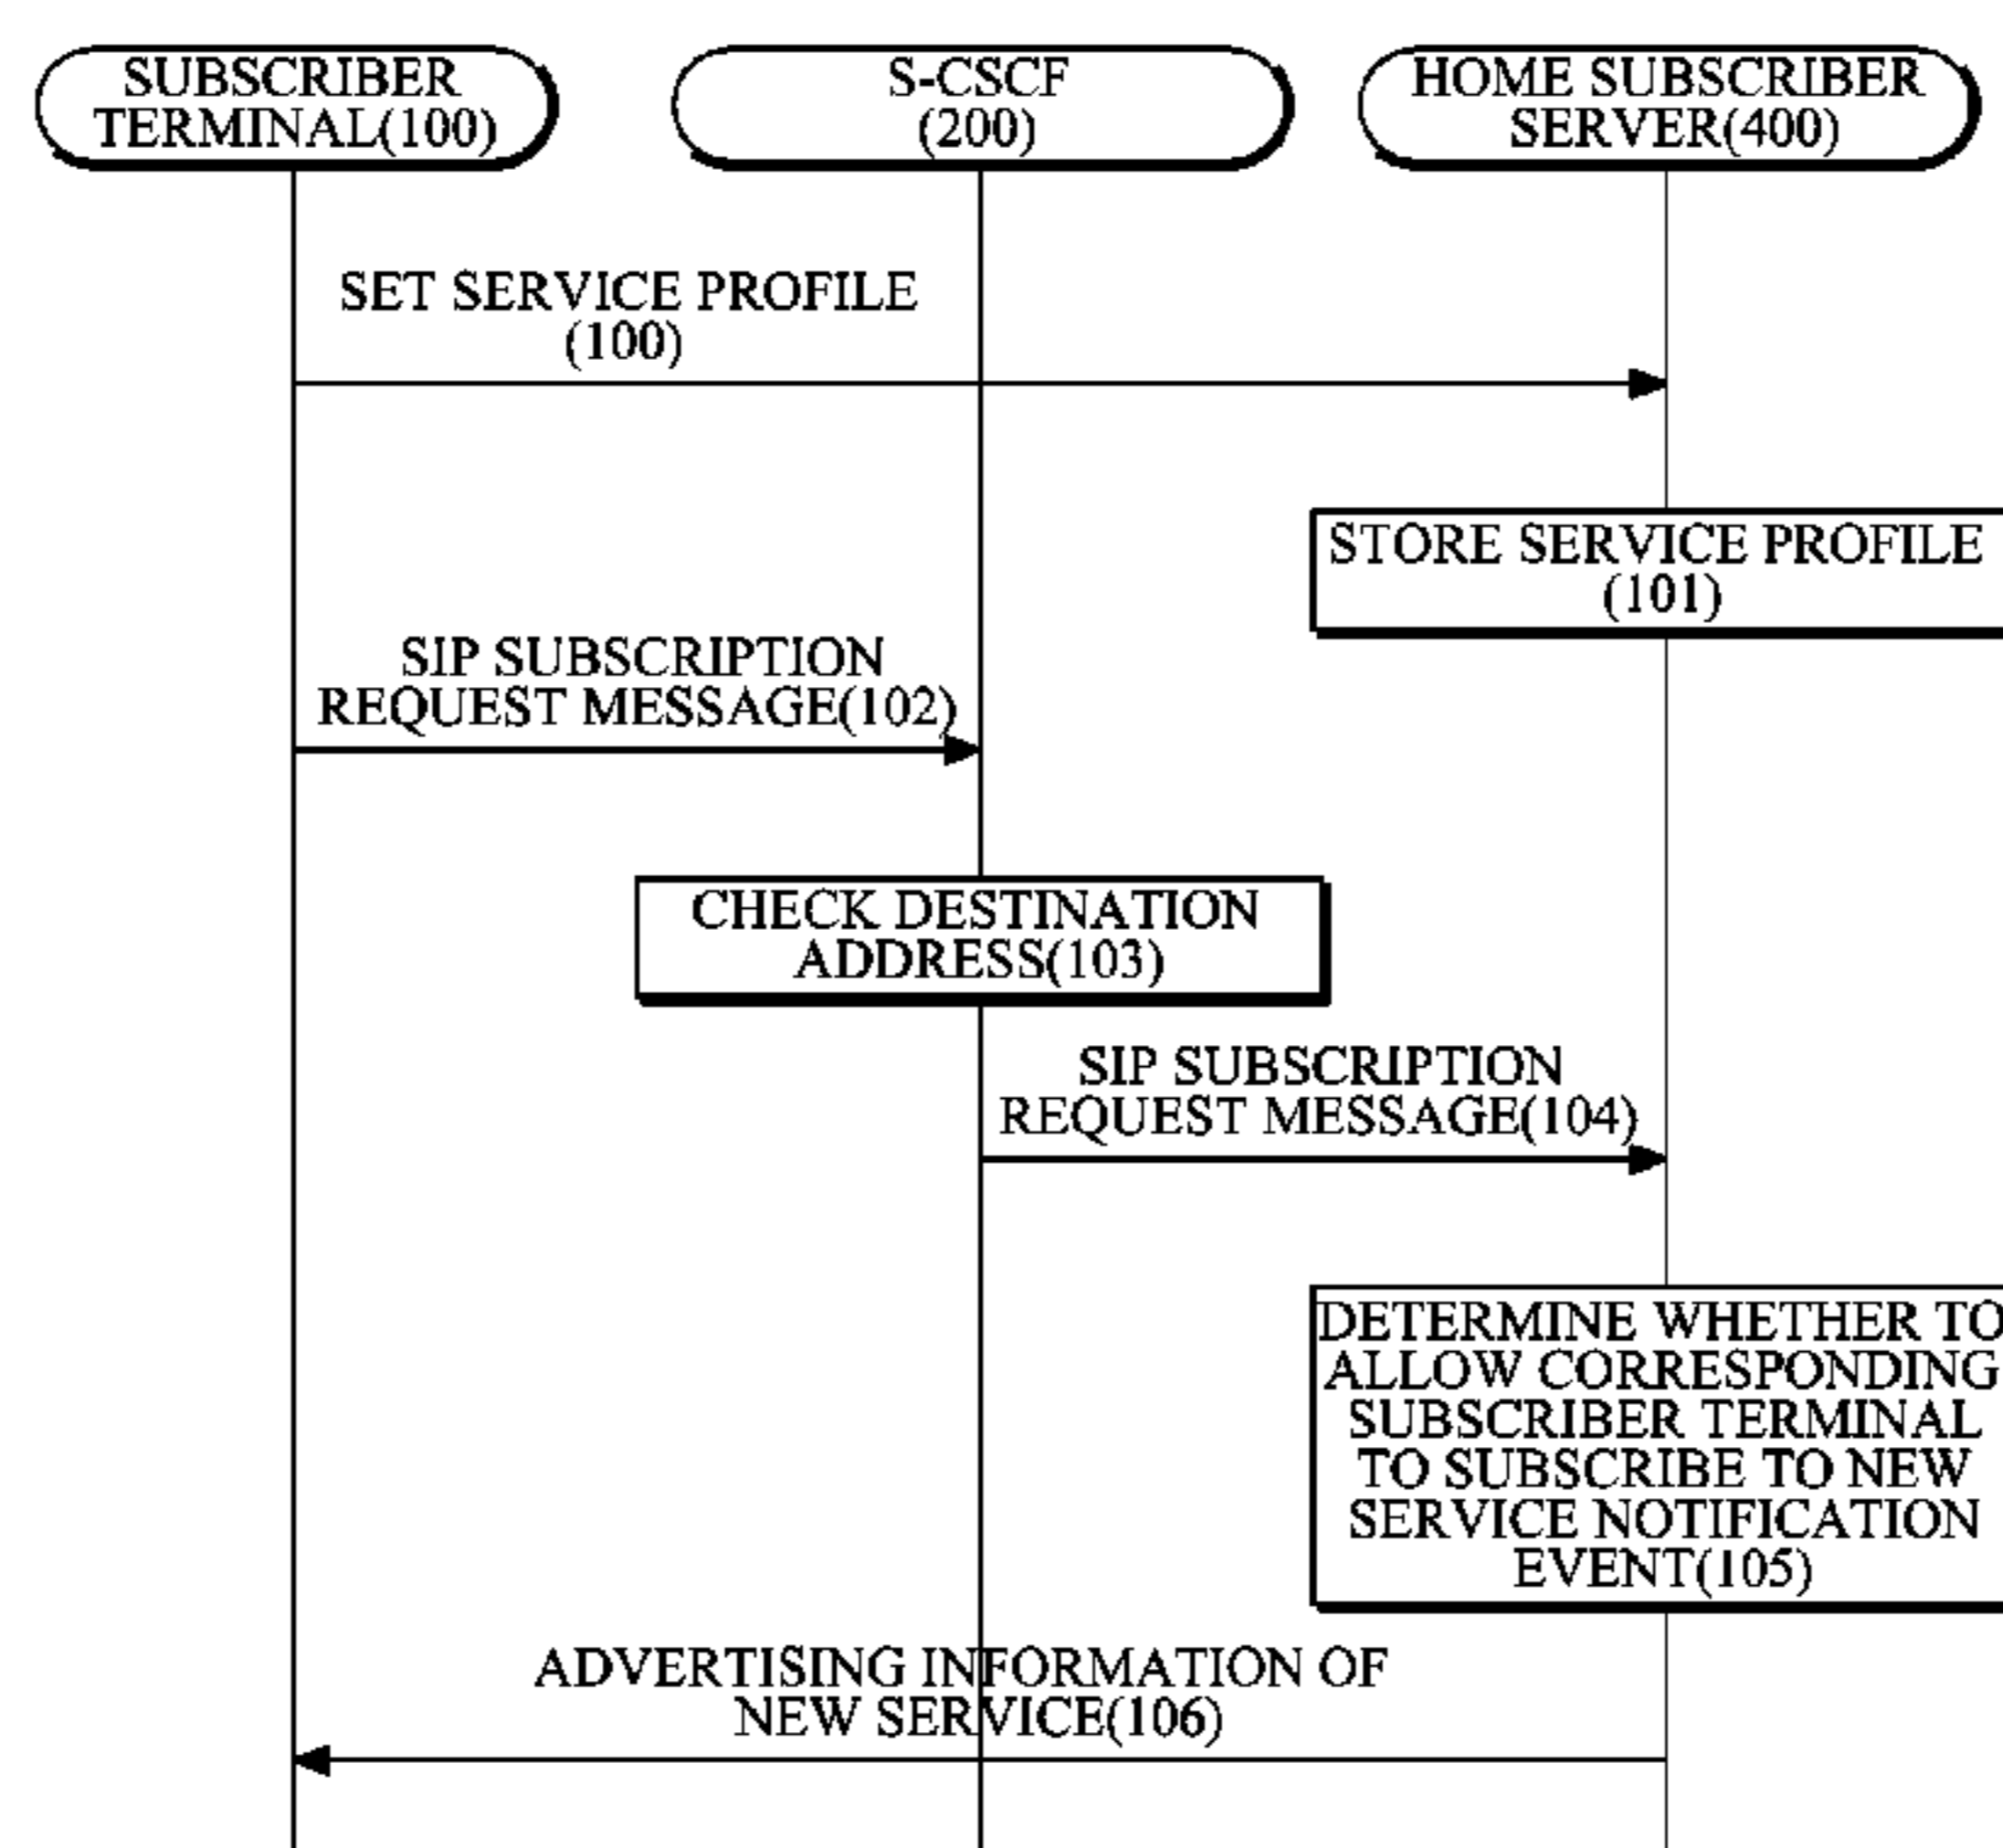 SUBSCRIBER
TERMINAL(100)
S-CSCF
(200)
HOME SUBSCRIBER
SERVER(400)
SET SERVICE PROFILE
(100)
STORE SERVICE PROFILE
(101)
SIP SUBSCRIPTION
REQUEST MESSAGE(102)
CHECK DESTINATION
ADDRESS(103)
SIP SUBSCRIPTION
REQUEST MESSAGE(104)
DETERMINE WHETHER TO
ALLOW CORRESPONDING
SUBSCRIBER TERMINAL
TO SUBSCRIBE TO NEW
SERVICE NOTIFICATION
EVENT(105)
ADVERTISING INFORMATION OF
NEW SERVICE(106)